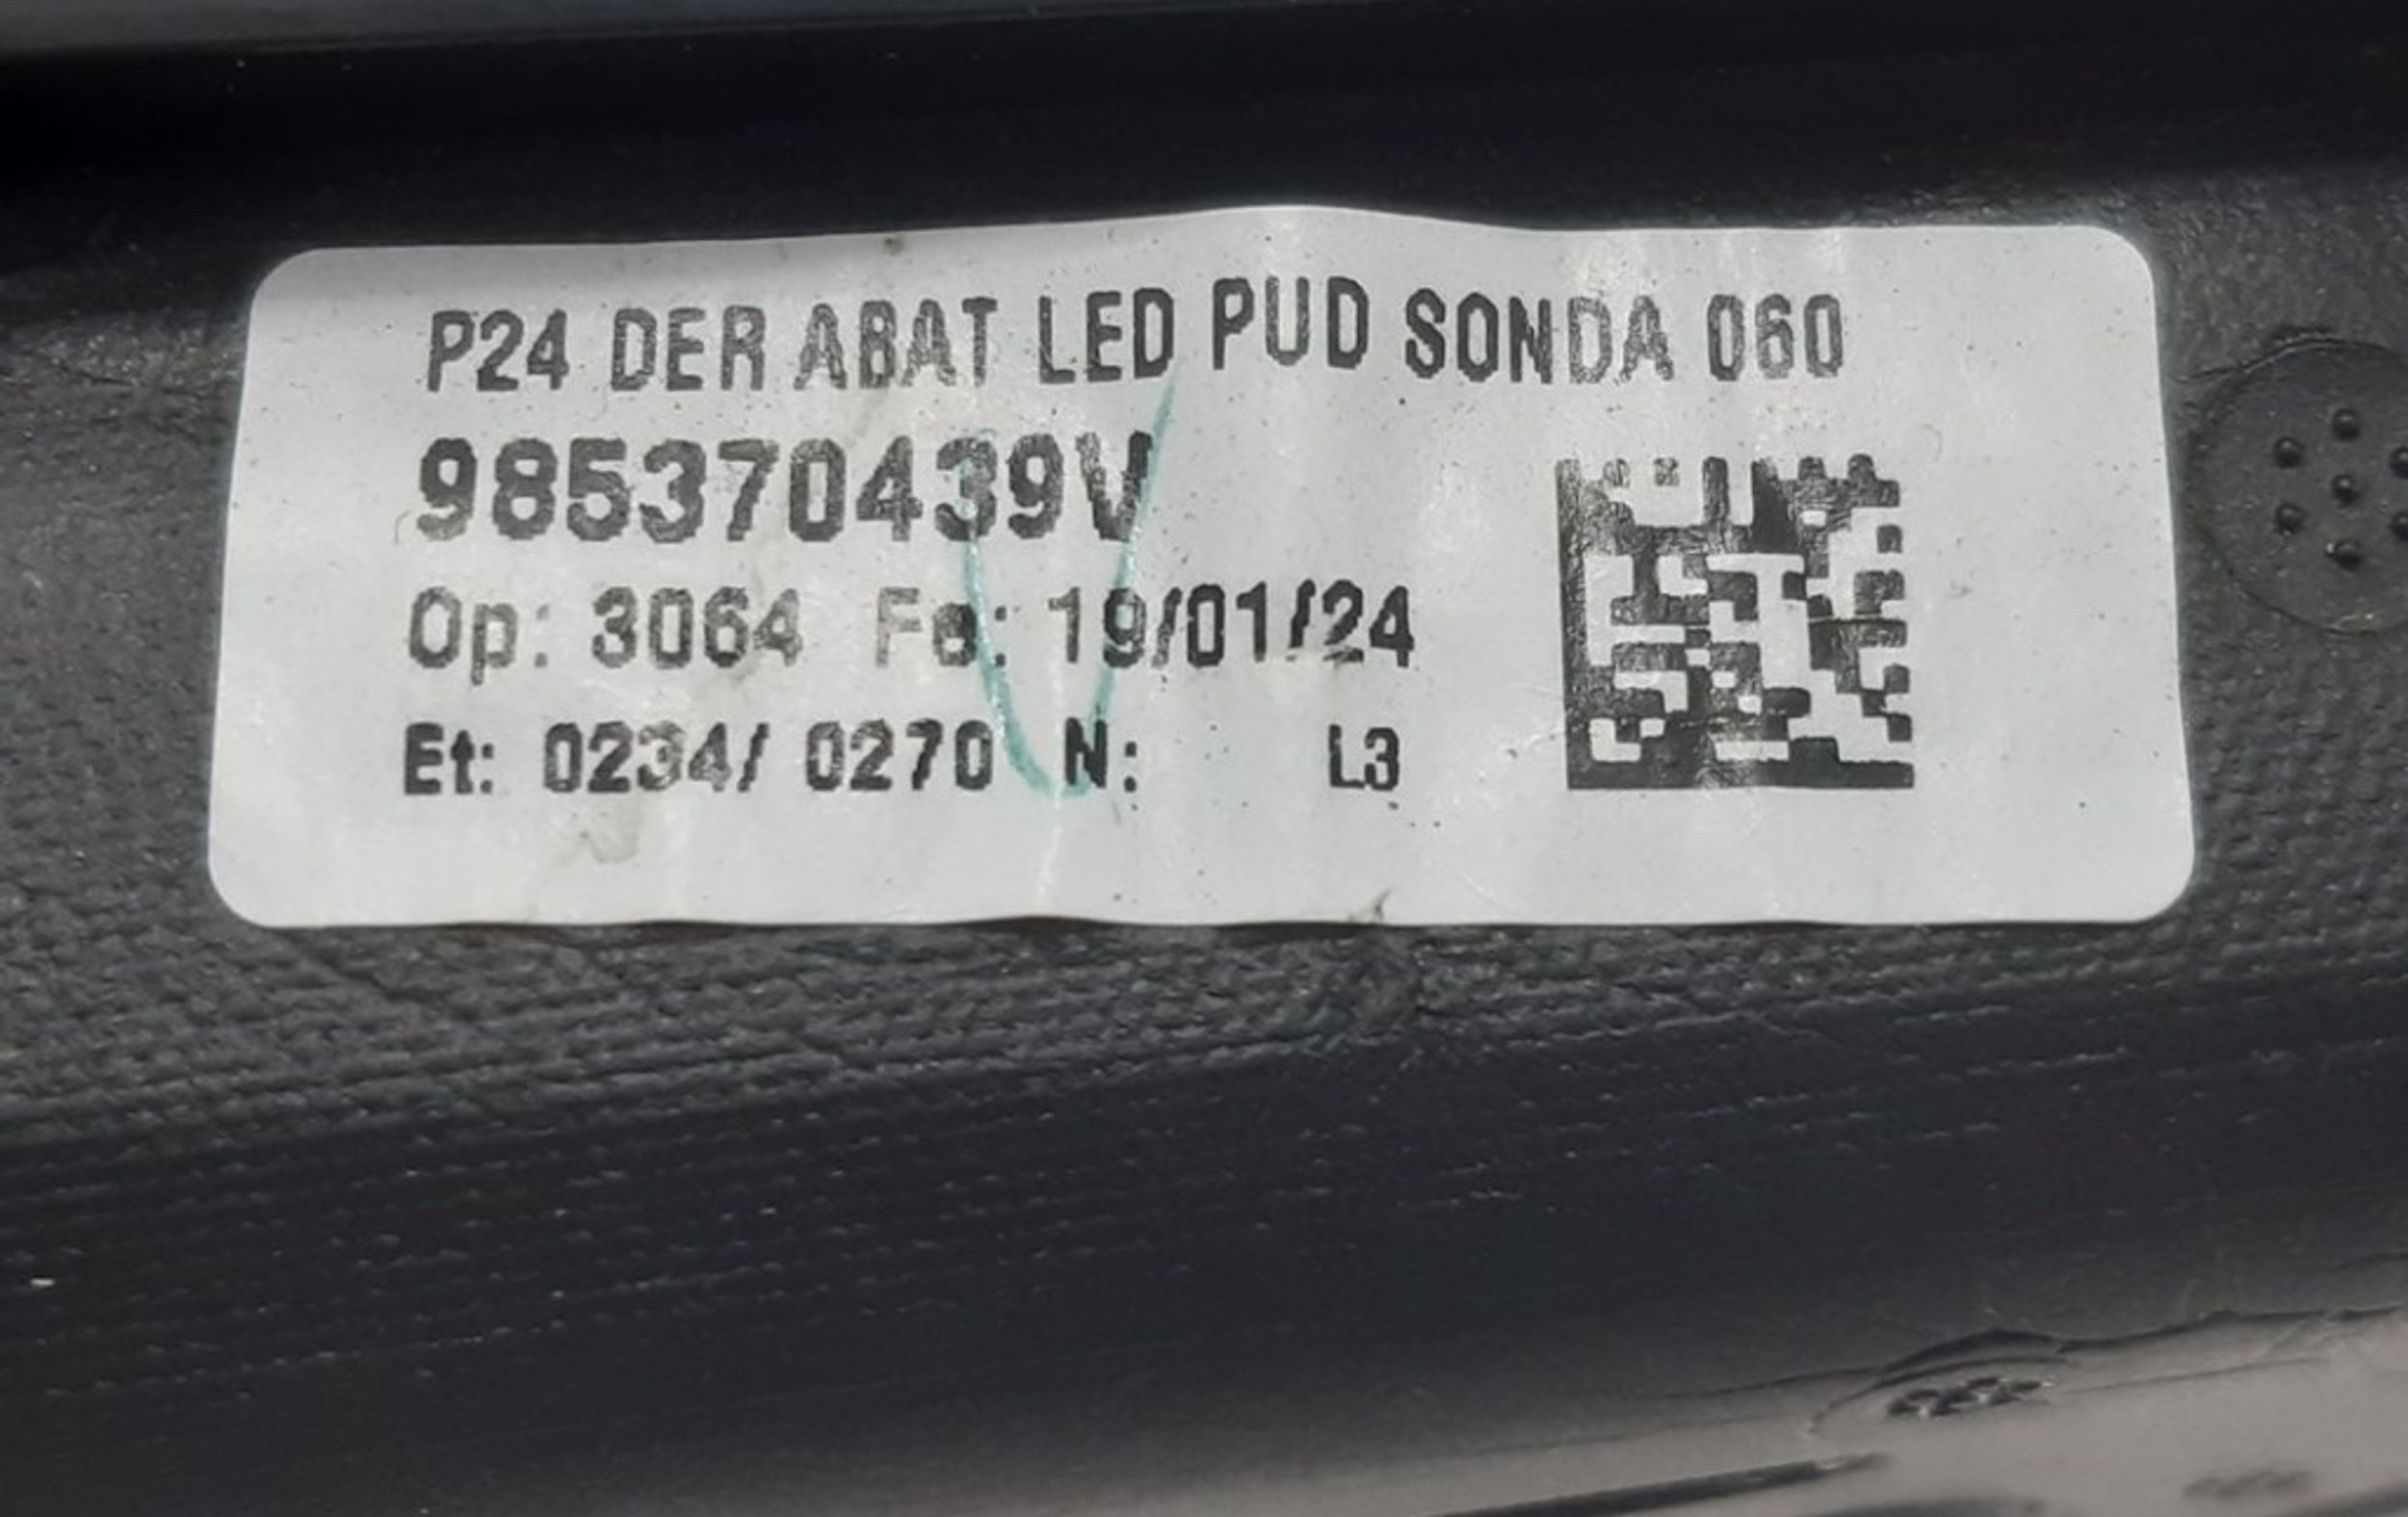 P24 DER ABAT LED PUD SONDA 060
985370439V
Op: 3064 Fe: 19/01/24
Et: 0234/ 0270 N: L3